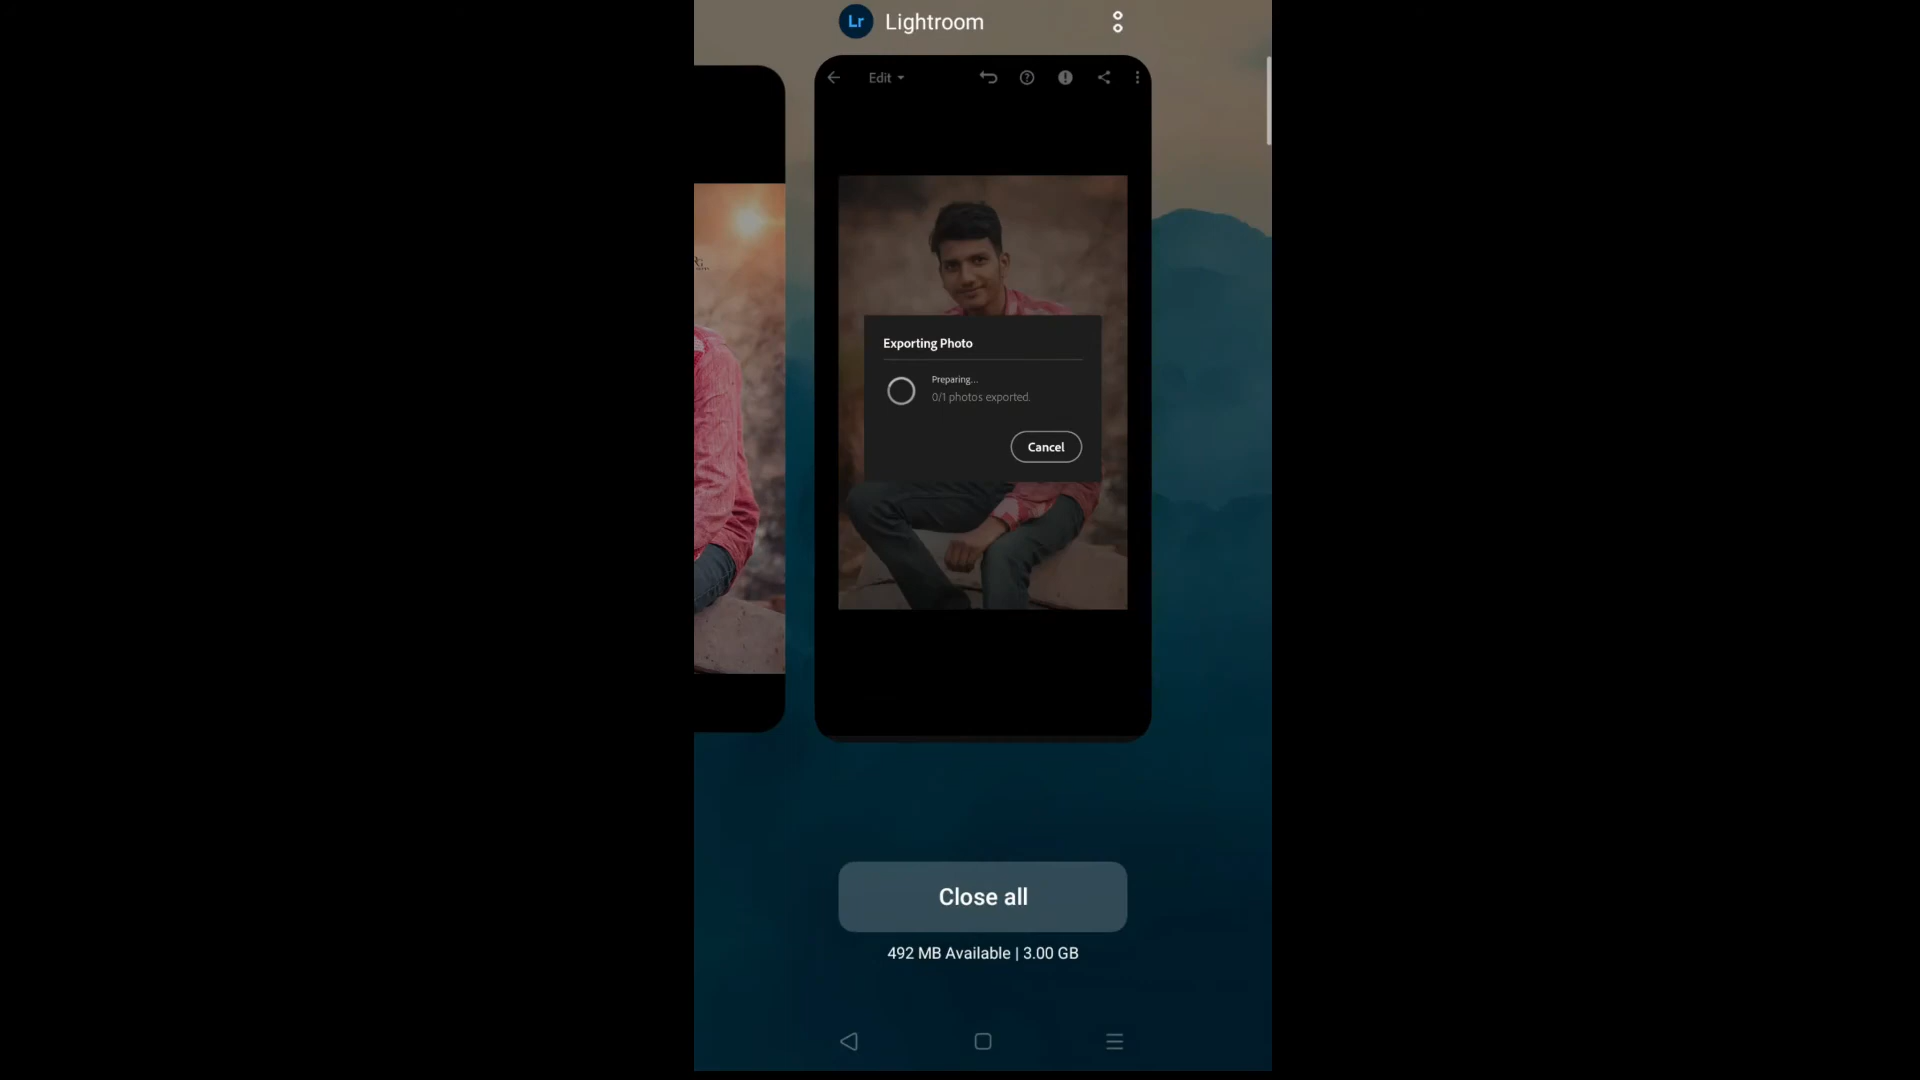 Lr Lightroom
Edit
Exporting Photo
Preparing...
0/1 photos exported.
Cancel
Close all
492 MB Available | 3.00 GB